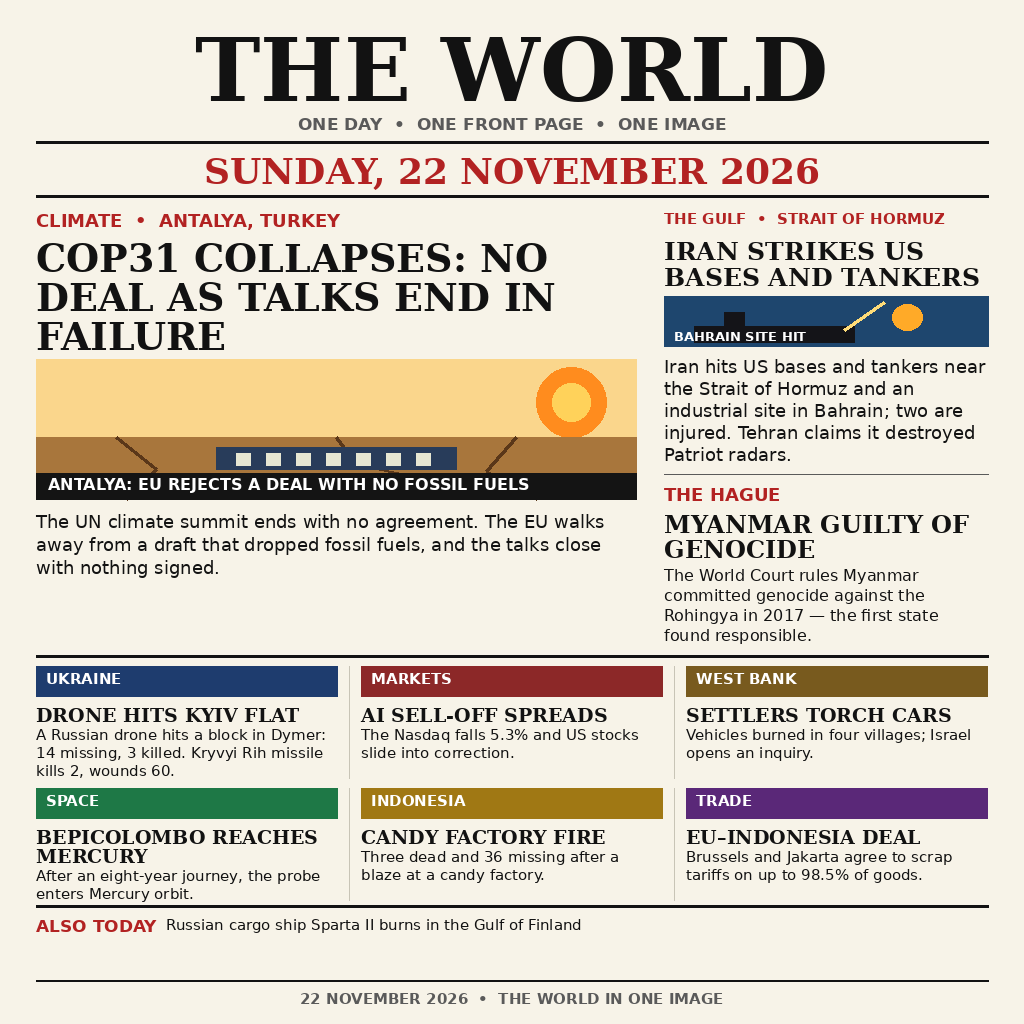 THE WORLD
ONE DAY • ONE FRONT PAGE • ONE IMAGE
SUNDAY, 22 NOVEMBER 2026
CLIMATE • ANTALYA, TURKEY
COP31 COLLAPSES: NO
DEAL AS TALKS END IN
FAILURE
ANTALYA: EU REJECTS A DEAL WITH NO FOSSIL FUELS
The UN climate summit ends with no agreement. The EU walks
away from a draft that dropped fossil fuels, and the talks close
with nothing signed.
THE GULF • STRAIT OF HORMUZ
IRAN STRIKES US
BASES AND TANKERS
BAHRAIN SITE HIT
Iran hits US bases and tankers near
the Strait of Hormuz and an
industrial site in Bahrain; two are
injured. Tehran claims it destroyed
Patriot radars.
THE HAGUE
MYANMAR GUILTY OF
GENOCIDE
The World Court rules Myanmar
committed genocide against the
Rohingya in 2017 — the first state
found responsible.
UKRAINE
DRONE HITS KYIV FLAT
A Russian drone hits a block in Dymer:
14 missing, 3 killed. Kryvyi Rih missile
kills 2, wounds 60.
MARKETS
AI SELL-OFF SPREADS
The Nasdaq falls 5.3% and US stocks
slide into correction.
WEST BANK
SETTLERS TORCH CARS
Vehicles burned in four villages; Israel
opens an inquiry.
SPACE
BEPICOLOMBO REACHES
MERCURY
After an eight-year journey, the probe
enters Mercury orbit.
INDONESIA
CANDY FACTORY FIRE
Three dead and 36 missing after a
blaze at a candy factory.
TRADE
EU–INDONESIA DEAL
Brussels and Jakarta agree to scrap
tariffs on up to 98.5% of goods.
ALSO TODAY Russian cargo ship Sparta II burns in the Gulf of Finland
22 NOVEMBER 2026 • THE WORLD IN ONE IMAGE